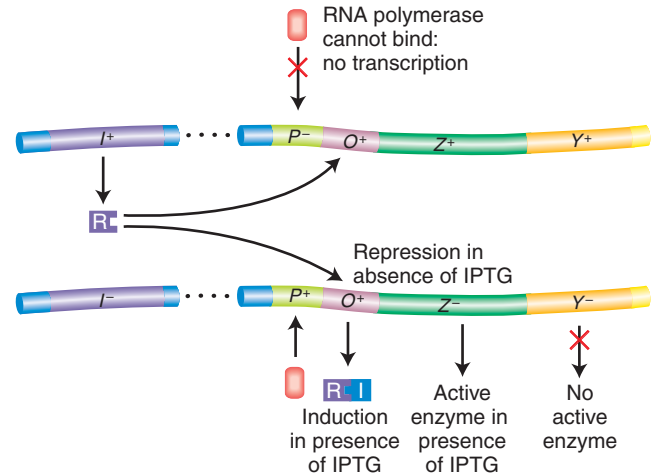 RNA polymerase
cannot bind:
no transcription
I+ P– O+ Z+ Y+
R
Repression in
absence of IPTG
I– P+ O+ Z– Y–
R I
Induction
in presence
of IPTG
Active
enzyme in
presence
of IPTG
No
active
enzyme